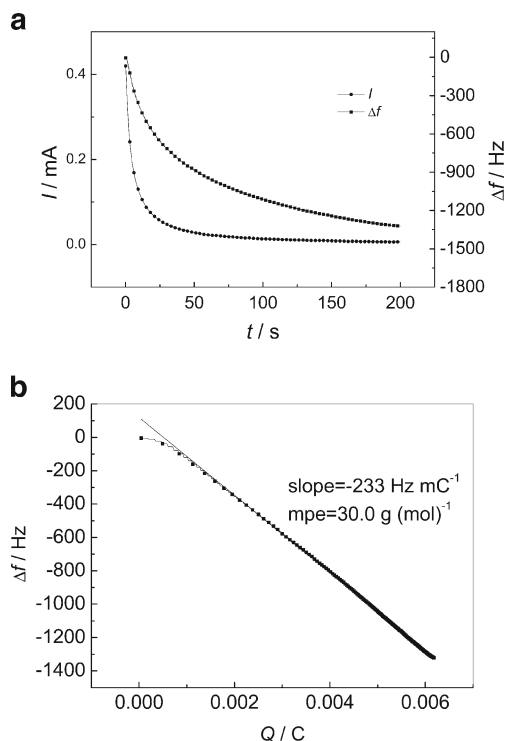 a
I
Δf
0.4
0.2
0.0
I / mA
0
-300
-600
-900
-1200
-1500
-1800
Δf / Hz
0
50
100
150
200
t / s
b
200
0
-200
-400
-600
-800
-1000
-1200
-1400
Δf / Hz
slope=-233 Hz mC⁻¹
mpe=30.0 g (mol)⁻¹
0.000
0.002
0.004
0.006
Q / C